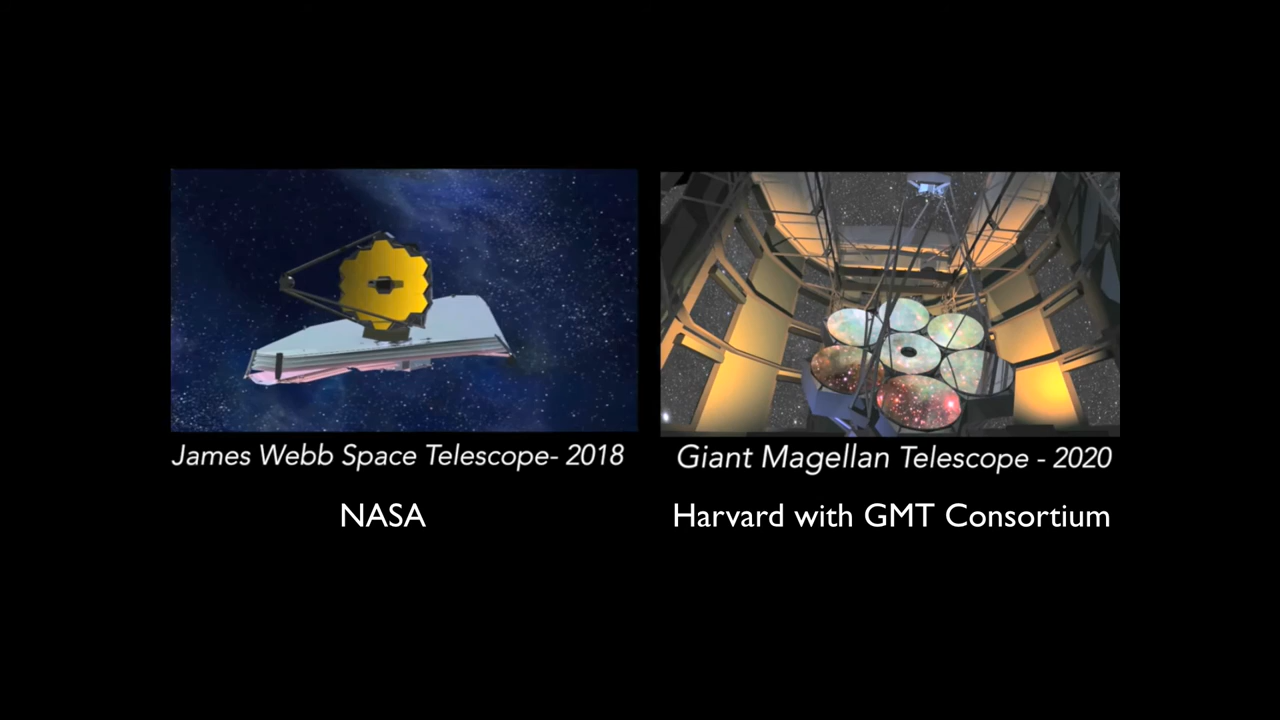 James Webb Space Telescope- 2018
Giant Magellan Telescope - 2020
NASA
Harvard with GMT Consortium